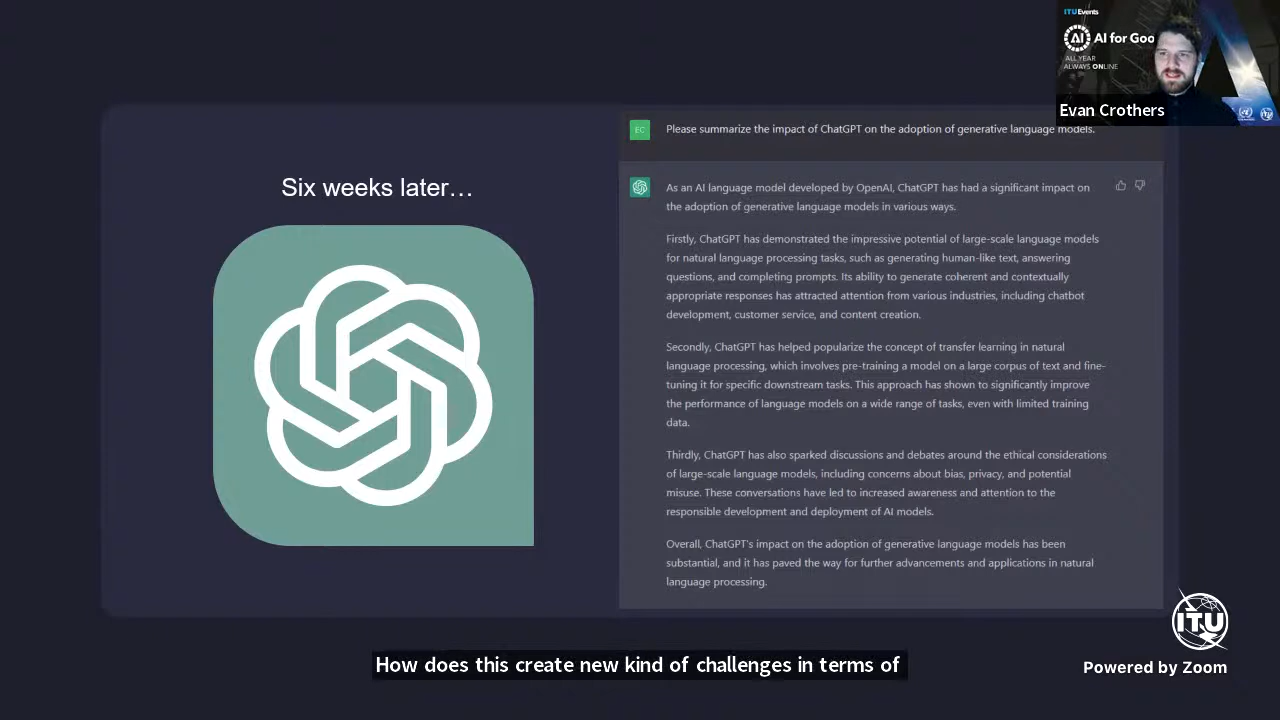 ITUEvents
AI
AI for Goo
ALL YEAR
ALWAYS ONLINE
Evan Crothers
Six weeks later…
EC
Please summarize the impact of ChatGPT on the adoption of generative language models.
As an AI language model developed by OpenAI, ChatGPT has had a significant impact on
the adoption of generative language models in various ways.
Firstly, ChatGPT has demonstrated the impressive potential of large-scale language models
for natural language processing tasks, such as generating human-like text, answering
questions, and completing prompts. Its ability to generate coherent and contextually
appropriate responses has attracted attention from various industries, including chatbot
development, customer service, and content creation.
Secondly, ChatGPT has helped popularize the concept of transfer learning in natural
language processing, which involves pre-training a model on a large corpus of text and fine-
tuning it for specific downstream tasks. This approach has shown to significantly improve
the performance of language models on a wide range of tasks, even with limited training
data.
Thirdly, ChatGPT has also sparked discussions and debates around the ethical considerations
of large-scale language models, including concerns about bias, privacy, and potential
misuse. These conversations have led to increased awareness and attention to the
responsible development and deployment of AI models.
Overall, ChatGPT's impact on the adoption of generative language models has been
substantial, and it has paved the way for further advancements and applications in natural
language processing.
How does this create new kind of challenges in terms of
ITU
Powered by Zoom